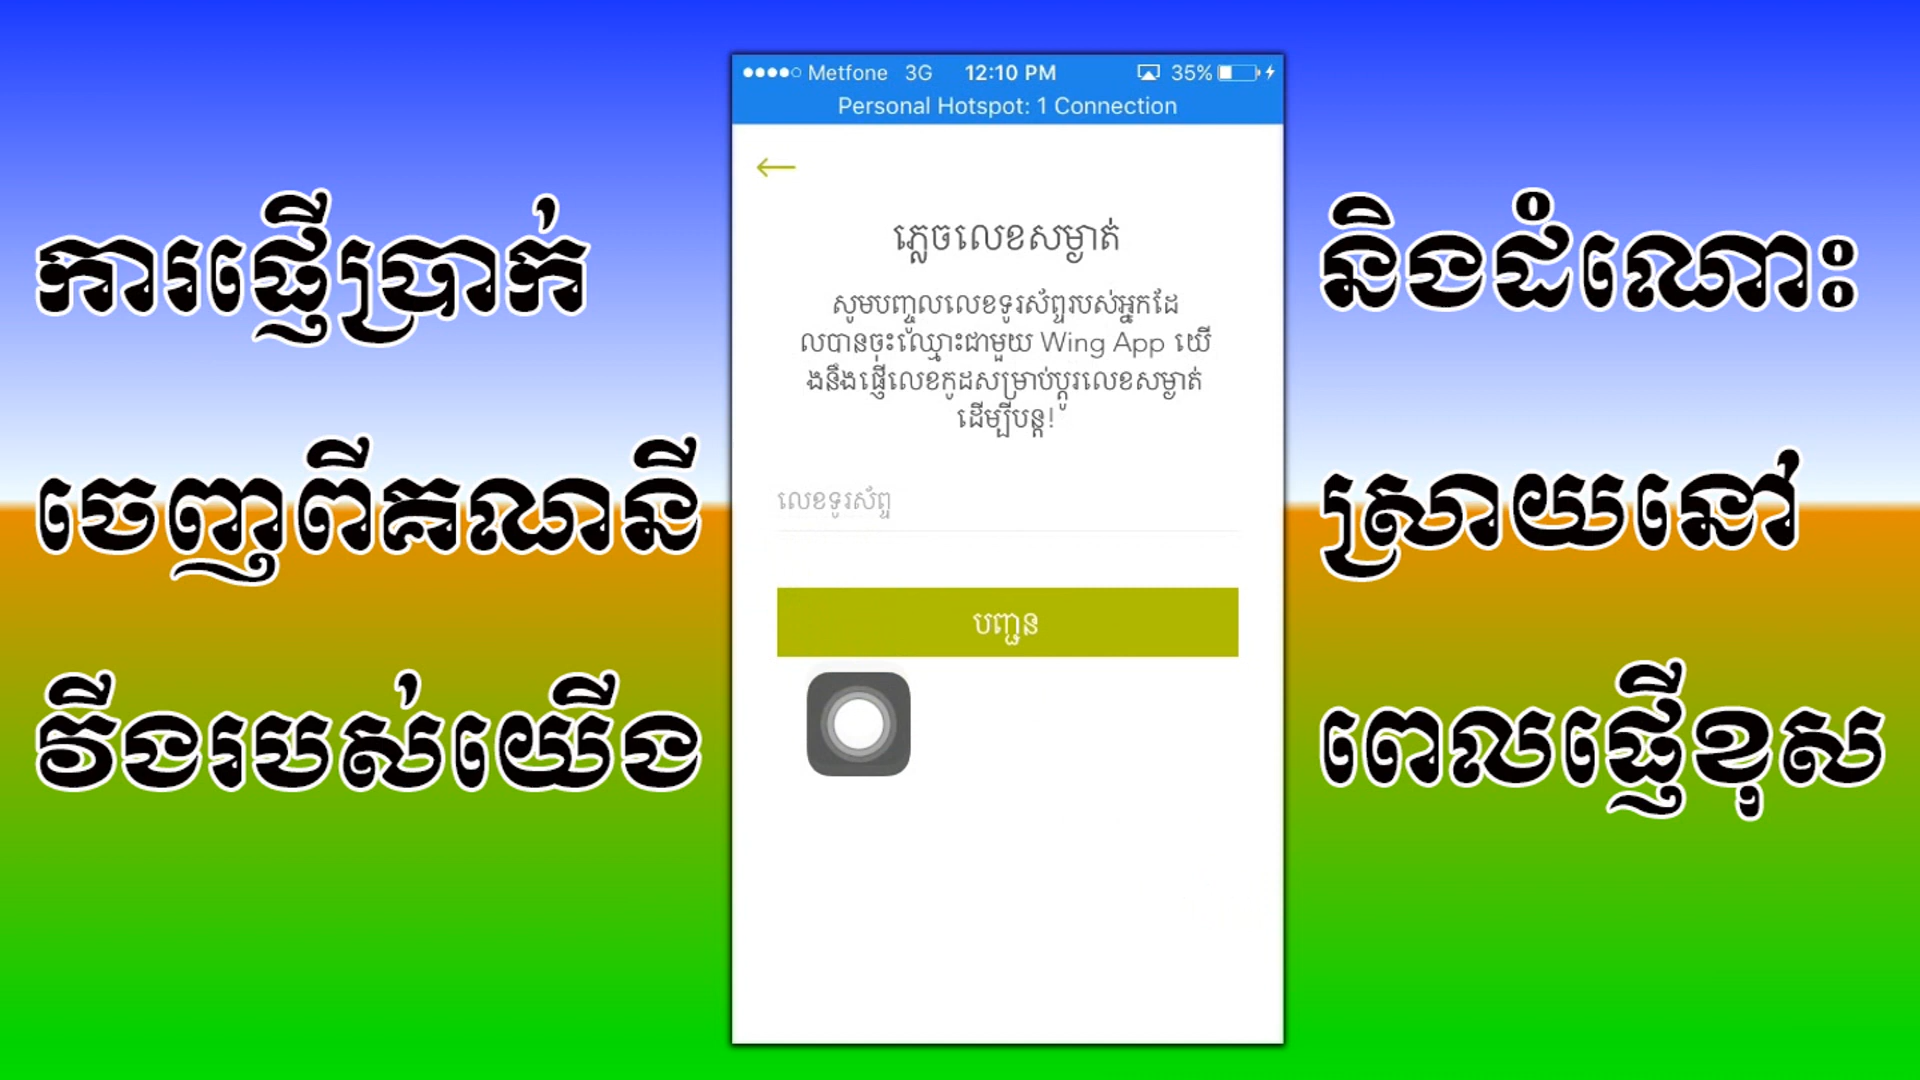 ការផ្ញើប្រាក់
ចេញពីគណនី
វីងរបស់យើង
Metfone 3G 12:10 PM 35%
Personal Hotspot: 1 Connection
ភ្លេចលេខសម្ងាត់
សូមបញ្ចូលលេខទូរស័ព្ទរបស់អ្នកដែ
លបានចុះឈ្មោះជាមួយ Wing App យើ
ងនឹងផ្ញើលេខកូដសម្រាប់ប្ដូរលេខសម្ងាត់
ដើម្បីបន្ត!
លេខទូរស័ព្ទ
បញ្ជូន
និងដំណោះ
ស្រាយនៅ
ពេលផ្ញើខុស